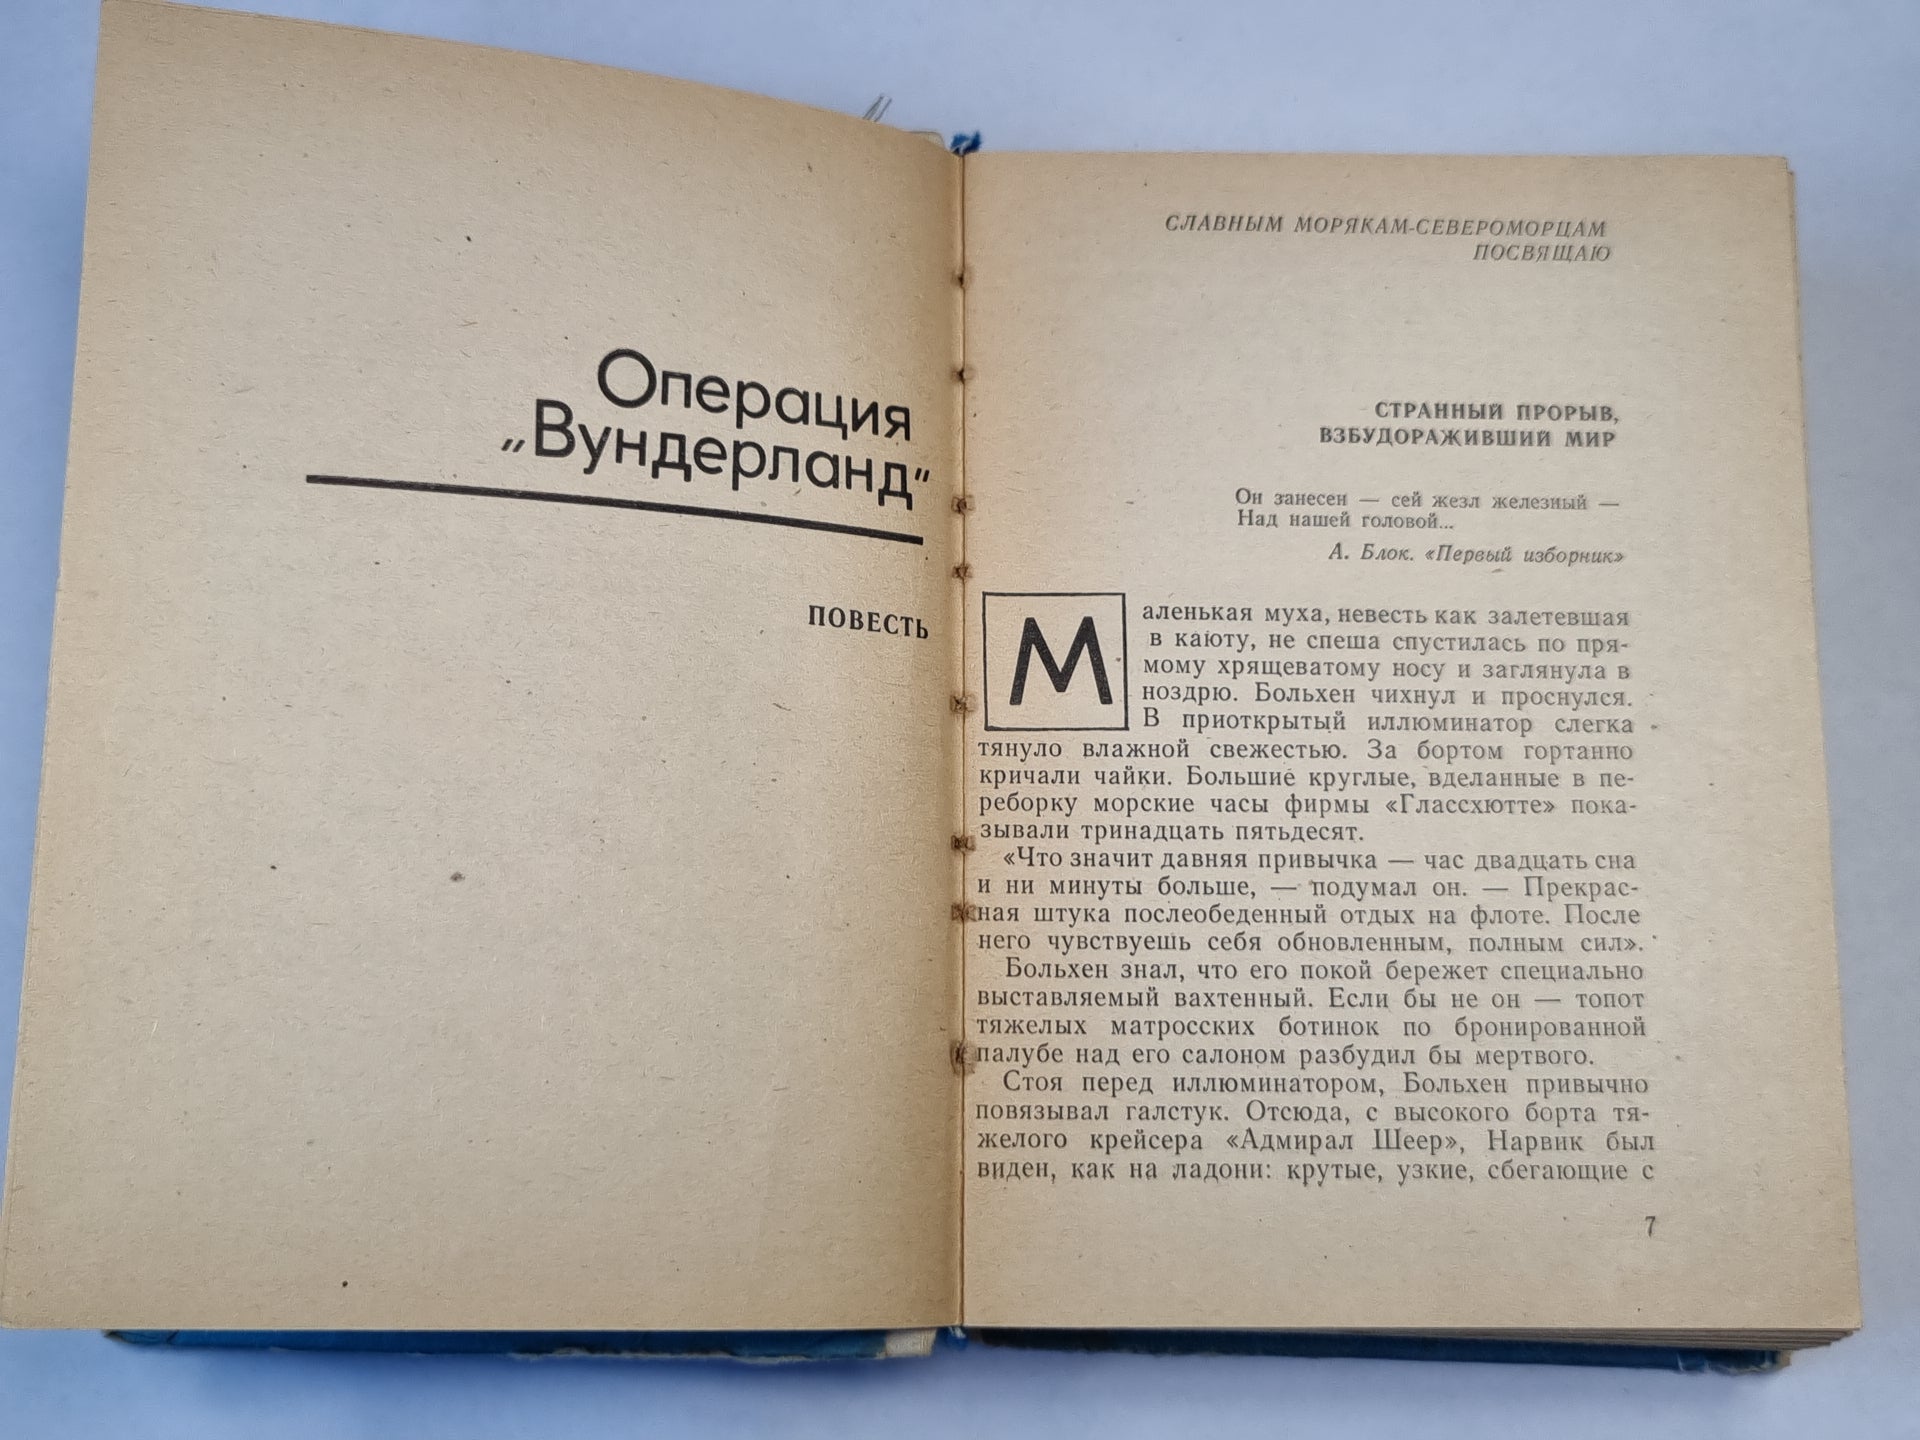 Операция
„Вундерланд“
ПОВЕСТЬ
СЛАВНЫМ МОРЯКАМ-СЕВЕРОМОРЦАМ
ПОСВЯЩАЮ
СТРАННЫЙ ПРОРЫВ,
ВЗБУДОРАЖИВШИЙ МИР
Он занесен — сей жезл железный —
Над нашей головой...
А. Блок. «Первый изборник»
Маленькая муха, невесть как залетевшая
в каюту, не спеша спустилась по пря-
мому хрящеватому носу и заглянула в
ноздрю. Больхен чихнул и проснулся.
В приоткрытый иллюминатор слегка
тянуло влажной свежестью. За бортом гортанно
кричали чайки. Большие круглые, вделанные в пе-
реборку морские часы фирмы «Глассхютте» пока-
зывали тринадцать пятьдесят.
«Что значит давняя привычка — час двадцать сна
и ни минуты больше, — подумал он. — Прекрас-
ная штука послеобеденный отдых на флоте. После
него чувствуешь себя обновленным, полным сил».
Больхен знал, что его покой бережет специально
выставляемый вахтенный. Если бы не он — топот
тяжелых матросских ботинок по бронированной
палубе над его салоном разбудил бы мертвого.
Стоя перед иллюминатором, Больхен привычно
повязывал галстук. Отсюда, с высокого борта тя-
желого крейсера «Адмирал Шеер», Нарвик был
виден, как на ладони: крутые, узкие, сбегающие с
7